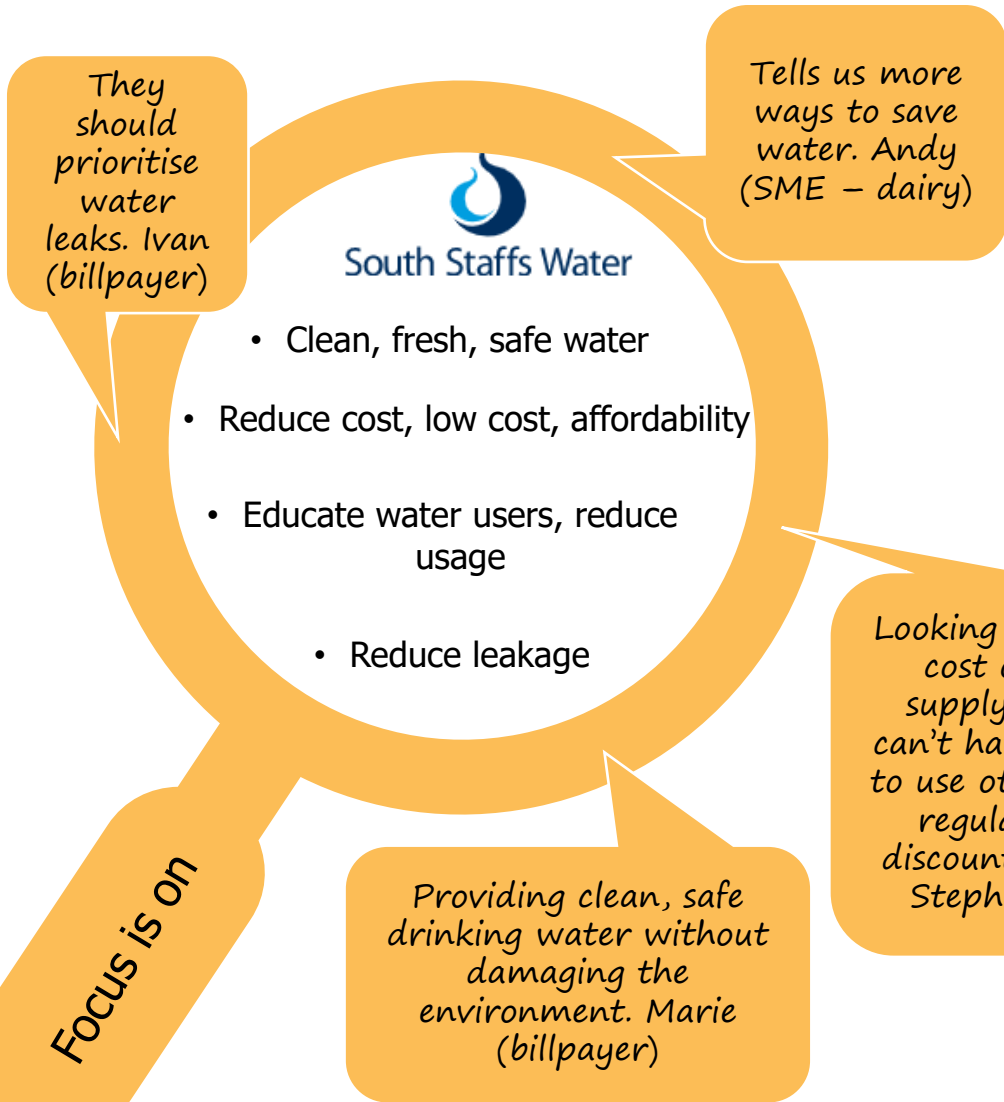 They
should
prioritise
water
leaks. Ivan
(billpayer)
Tells us more
ways to save
water. Andy
(SME – dairy)
South Staffs Water
• Clean, fresh, safe water
• Reduce cost, low cost, affordability
• Educate water users, reduce
usage
• Reduce leakage
Looking
cost
supply
can't
to use
discount
Steph
Providing clean, safe
drinking water without
damaging the
environment. Marie
(billpayer)
Focus is on